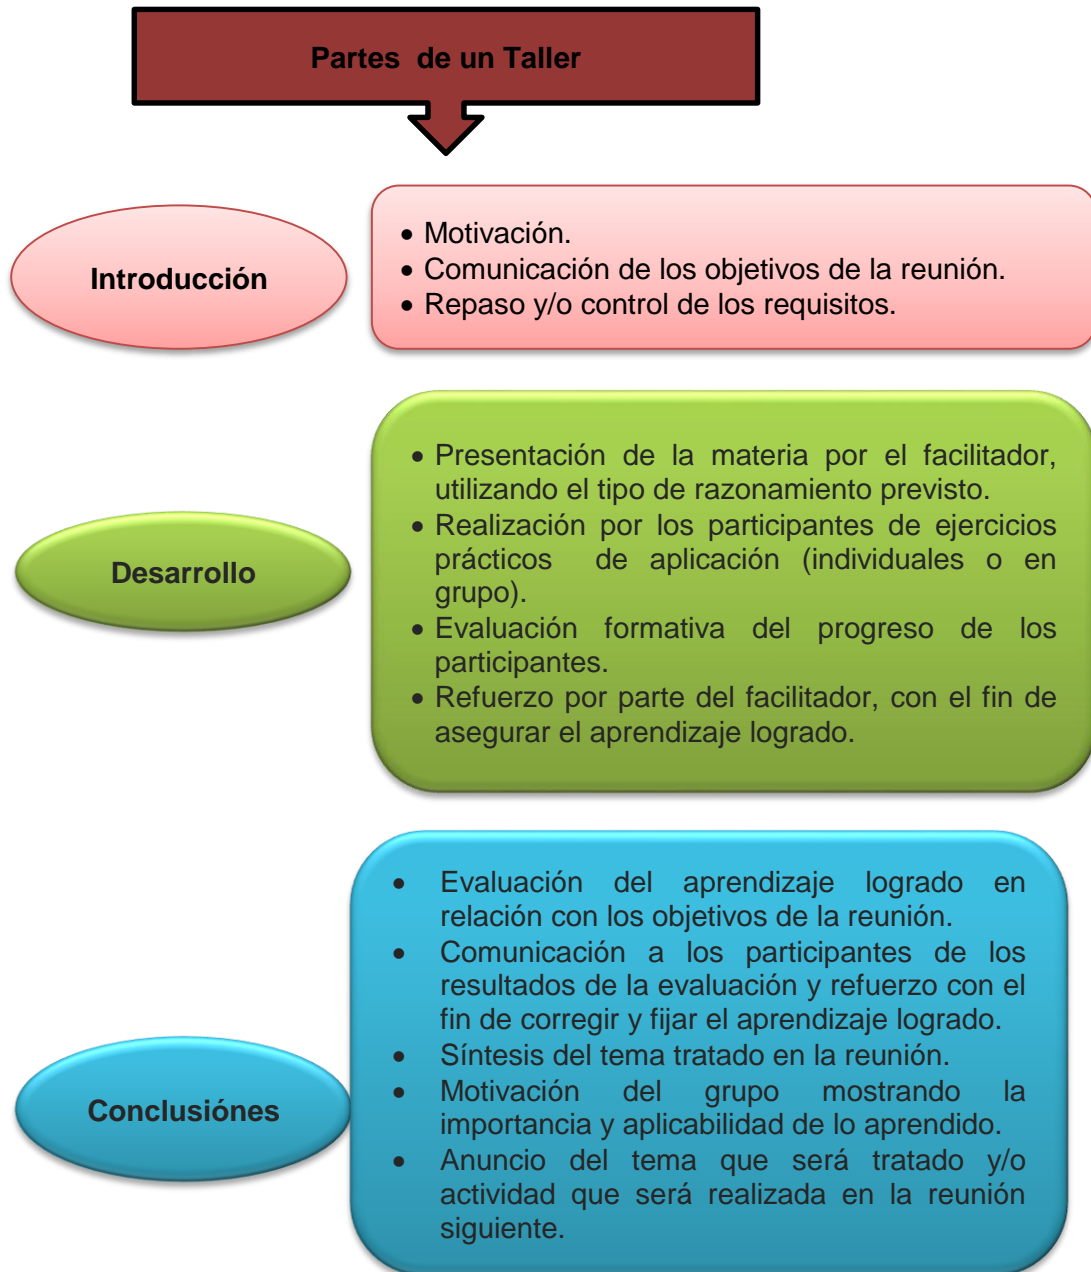 Partes de un Taller
Introducción
• Motivación.
• Comunicación de los objetivos de la reunión.
• Repaso y/o control de los requisitos.
Desarrollo
• Presentación de la materia por el facilitador,
utilizando el tipo de razonamiento previsto.
• Realización por los participantes de ejercicios
prácticos de aplicación (individuales o en
grupo).
• Evaluación formativa del progreso de los
participantes.
• Refuerzo por parte del facilitador, con el fin de
asegurar el aprendizaje logrado.
Conclusiónes
• Evaluación del aprendizaje logrado en
relación con los objetivos de la reunión.
• Comunicación a los participantes de los
resultados de la evaluación y refuerzo con el
fin de corregir y fijar el aprendizaje logrado.
• Síntesis del tema tratado en la reunión.
• Motivación del grupo mostrando la
importancia y aplicabilidad de lo aprendido.
• Anuncio del tema que será tratado y/o
actividad que será realizada en la reunión
siguiente.